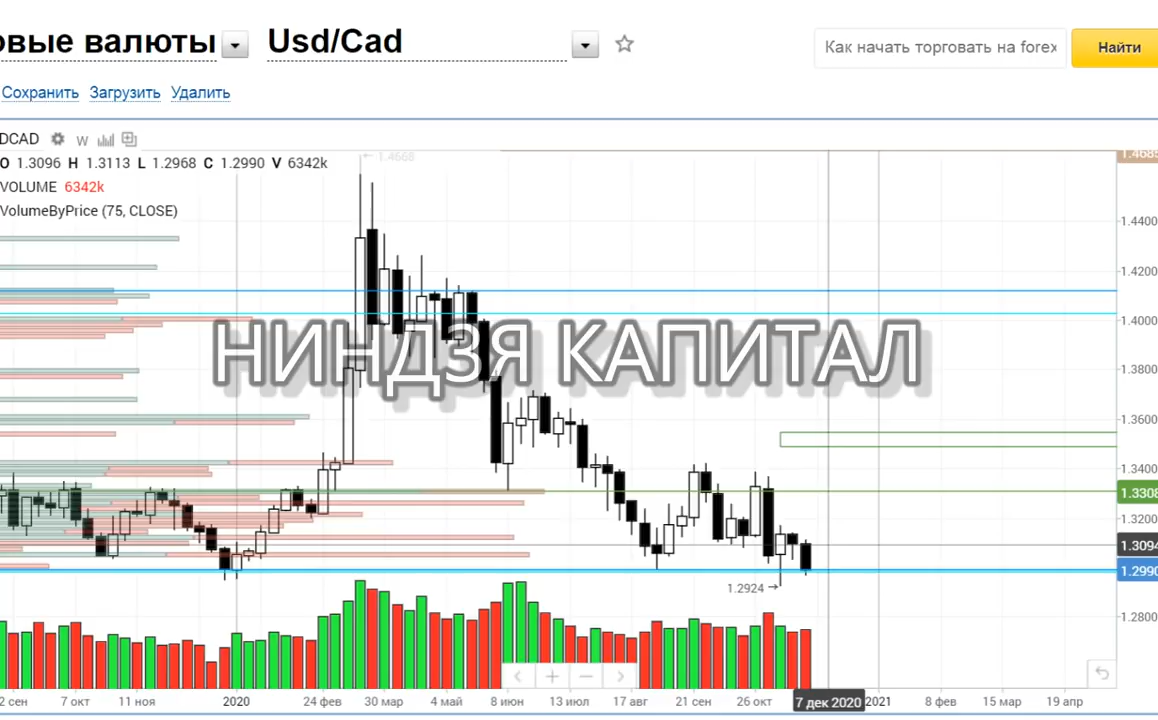 овые валюты Usd/Cad
Как начать торговать на forex Найти
Сохранить Загрузить Удалить
DCAD W
O 1.3096 H 1.3113 L 1.2968 C 1.2990 V 6342k
VOLUME 6342k
VolumeByPrice (75, CLOSE)
1.4668
1.4685
1.4400
1.4200
1.4000
НИНДЗЯ КАПИТАЛ
1.3800
1.3600
1.3400
1.3308
1.3200
1.3094
1.2990
1.2924
1.2800
2 сен 7 окт 11 ноя 2020 24 фев 30 мар 4 май 8 июн 13 июл 17 авг 21 сен 26 окт 7 дек 2020 2021 8 фев 15 мар 19 апр